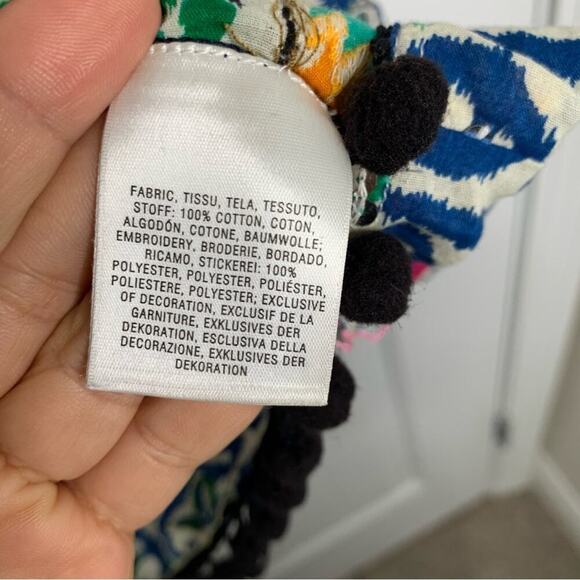 FABRIC, TISSU, TELA, TESSUTO,
STOFF: 100% COTTON, COTON,
ALGODÓN, COTONE, BAUMWOLLE;
EMBROIDERY, BRODERIE, BORDADO,
RICAMO, STICKEREI: 100%
POLYESTER, POLYESTER, POLIÉSTER,
POLIESTERE, POLYESTER; EXCLUSIVE
OF DECORATION, EXCLUSIF DE LA
GARNITURE, EXKLUSIVES DER
DEKORATION, ESCLUSIVA DELLA
DECORAZIONE, EXKLUSIVES DER
DEKORATION